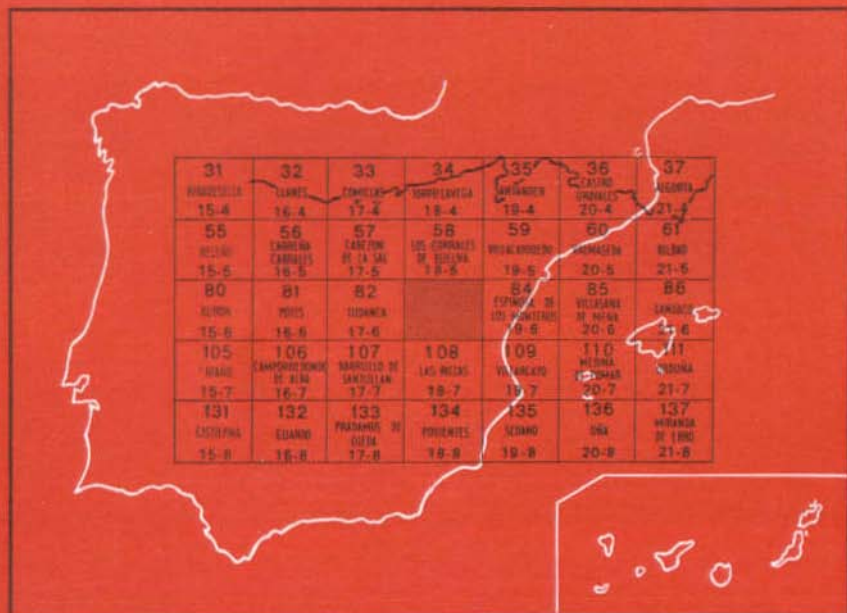 31 32 33 34 35 36 37
RIBADESELLA LLANES COMILLAS TORRELAVEGA SANTANDER CASTRO URDIALES ALGORTA
15-4 16-4 17-4 18-4 19-4 20-4 21-4
55 56 57 58 59 60 61
BELEÑO CARREÑA CABRALES CABEZON DE LA SAL LOS CORRALES DE BUELNA VILLACARRIEDO VALMASEDA BILBAO
15-5 16-5 17-5 18-5 19-5 20-5 21-5
80 81 82 84 85 86
BURON POTES TUDANCA ESPINOSA DE LOS MONTEROS VILLASANA DE MENA LANDACO
15-6 16-6 17-6 19-6 20-6 21-6
105 106 107 108 109 110 111
RIAÑO CAMPORREDONDO DE ALBA BARRUELO DE SANTULLAN LAS ROZAS VILLARCAYO MEDINA DE POMAR ORDUÑA
15-7 16-7 17-7 18-7 19-7 20-7 21-7
131 132 133 134 135 136 137
CISTIERNA GUARDO PRADANOS DE OJEDA POLIENTES SEDANO OÑA MIRANDA DE EBRO
15-8 16-8 17-8 18-8 19-8 20-8 21-8